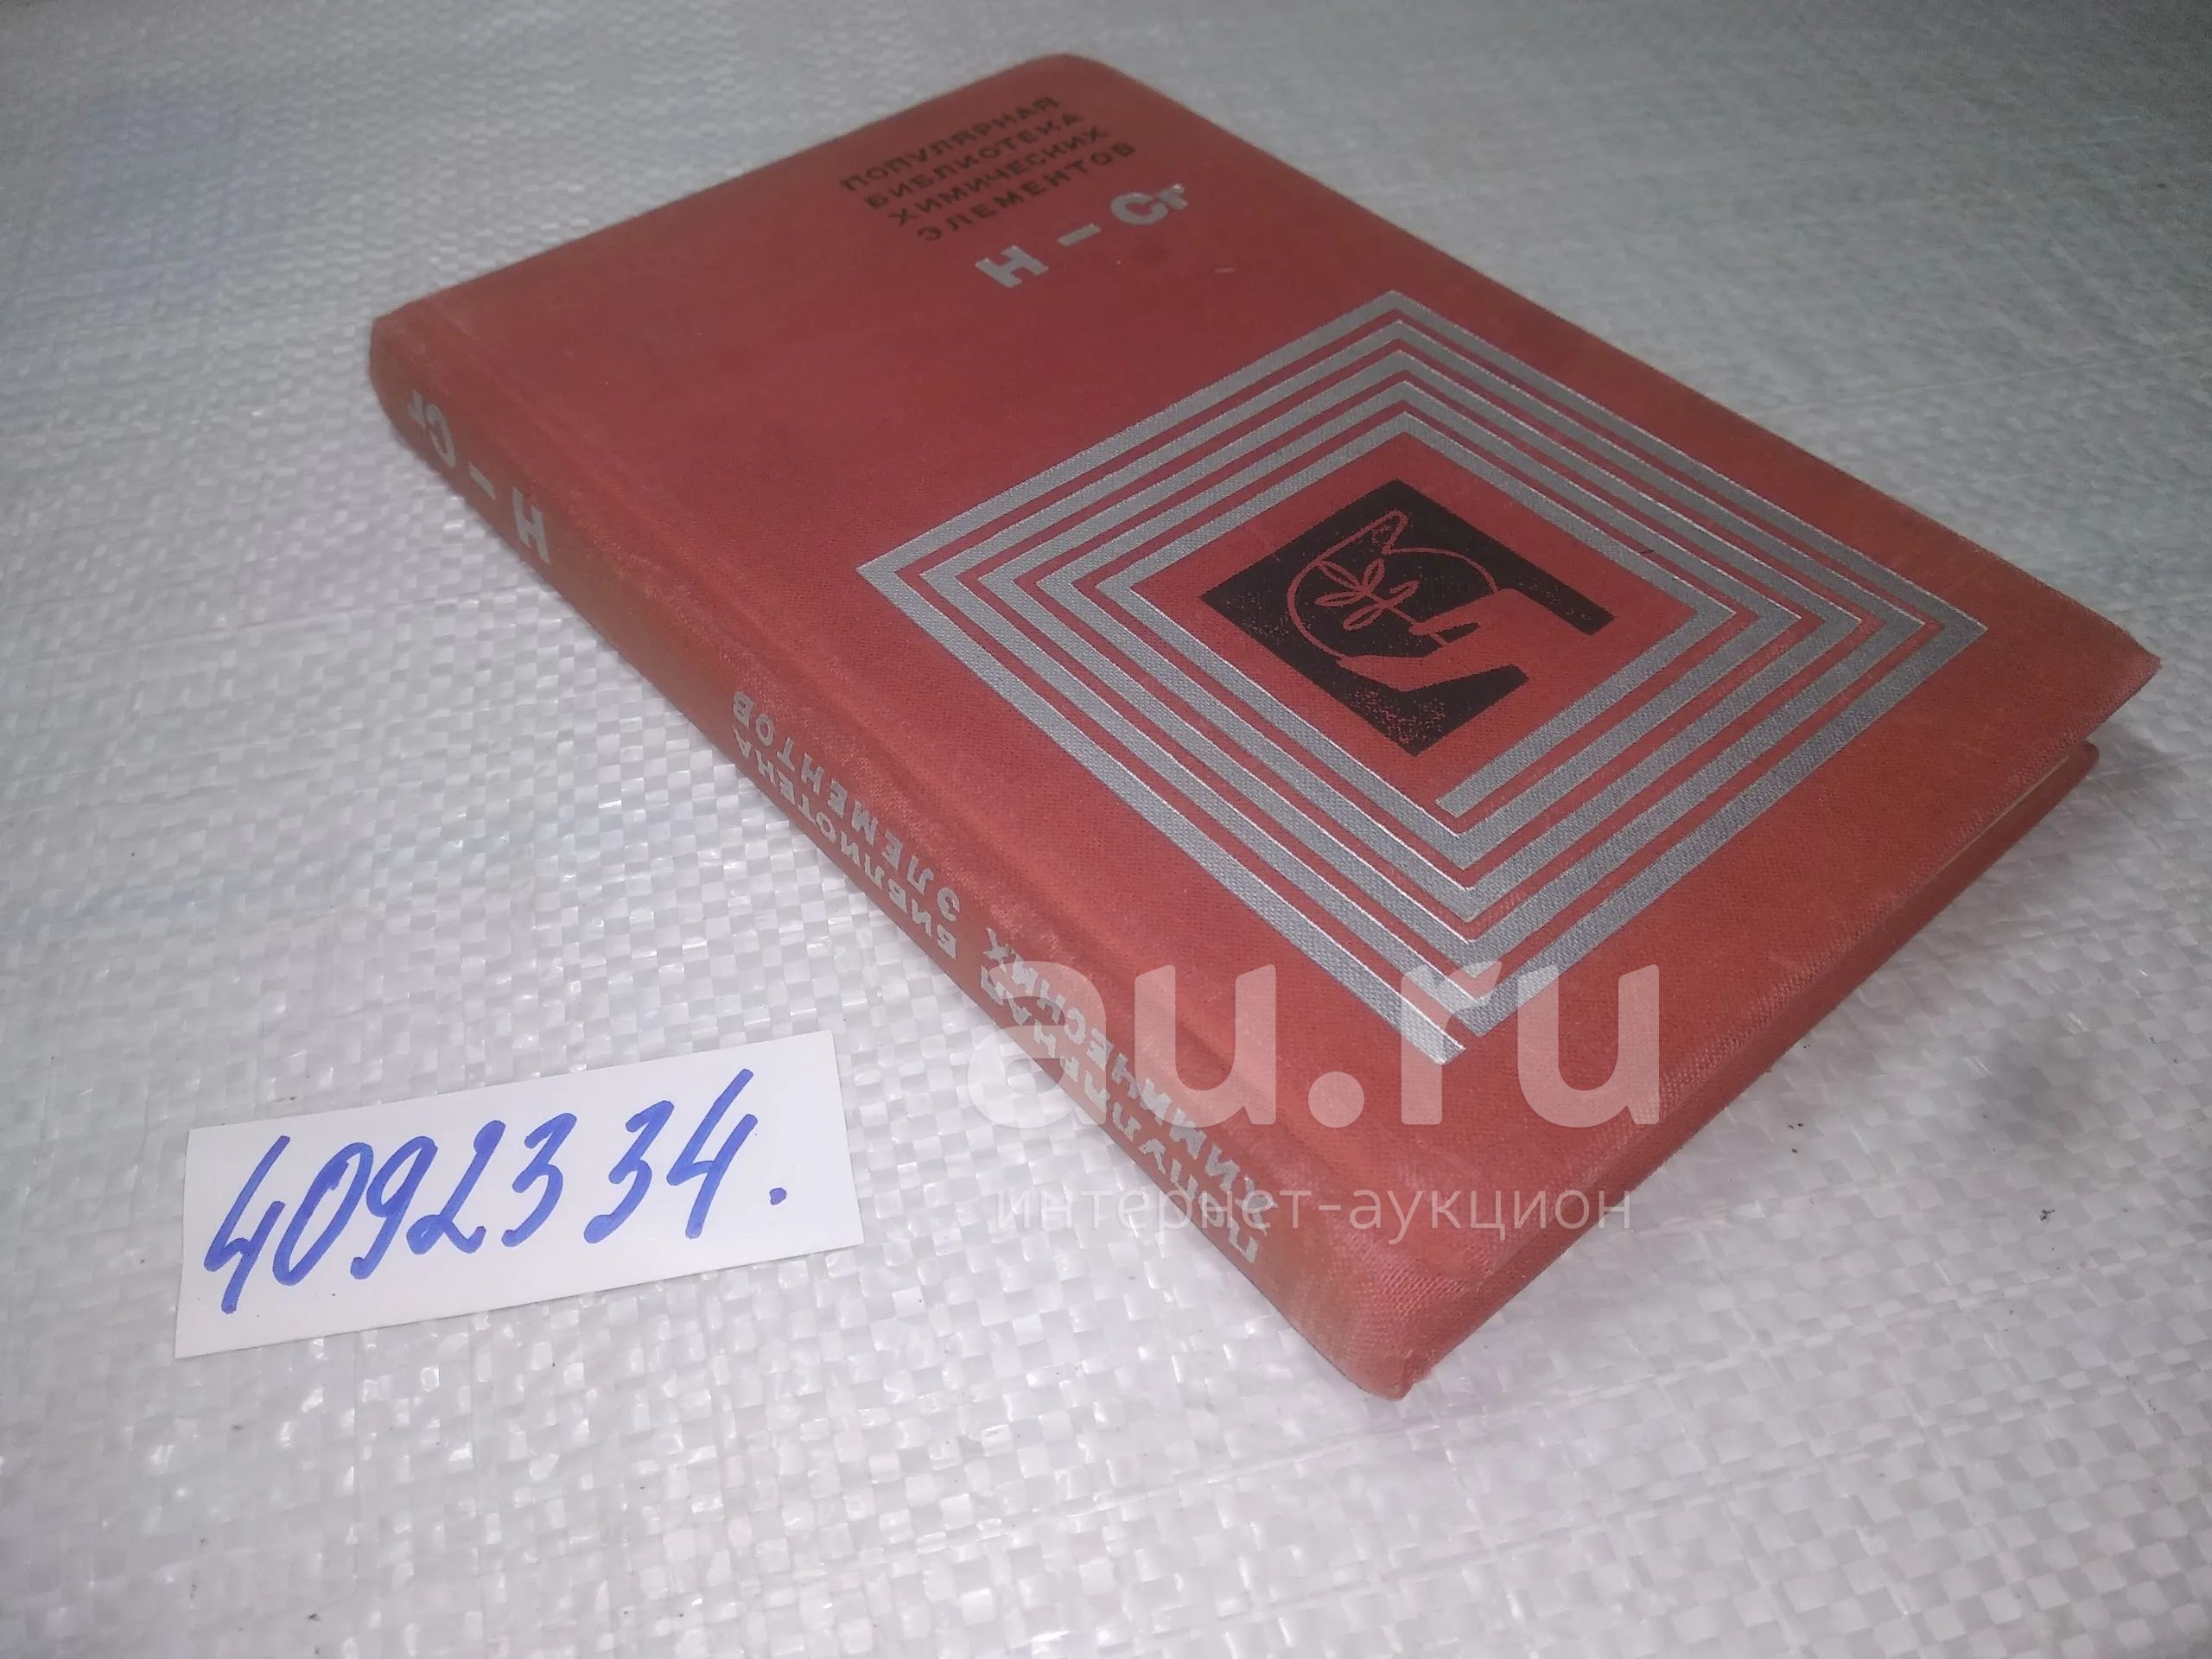 ПОПУЛЯРНАЯ
БИБЛИОТЕКА
ХИМИЧЕСКИХ
ЭЛЕМЕНТОВ
H – Cr
H – Cr
ПОПУЛЯРНАЯ БИБЛИОТЕКА
ХИМИЧЕСКИХ ЭЛЕМЕНТОВ
4092334.
au.ru
интернет-аукцион